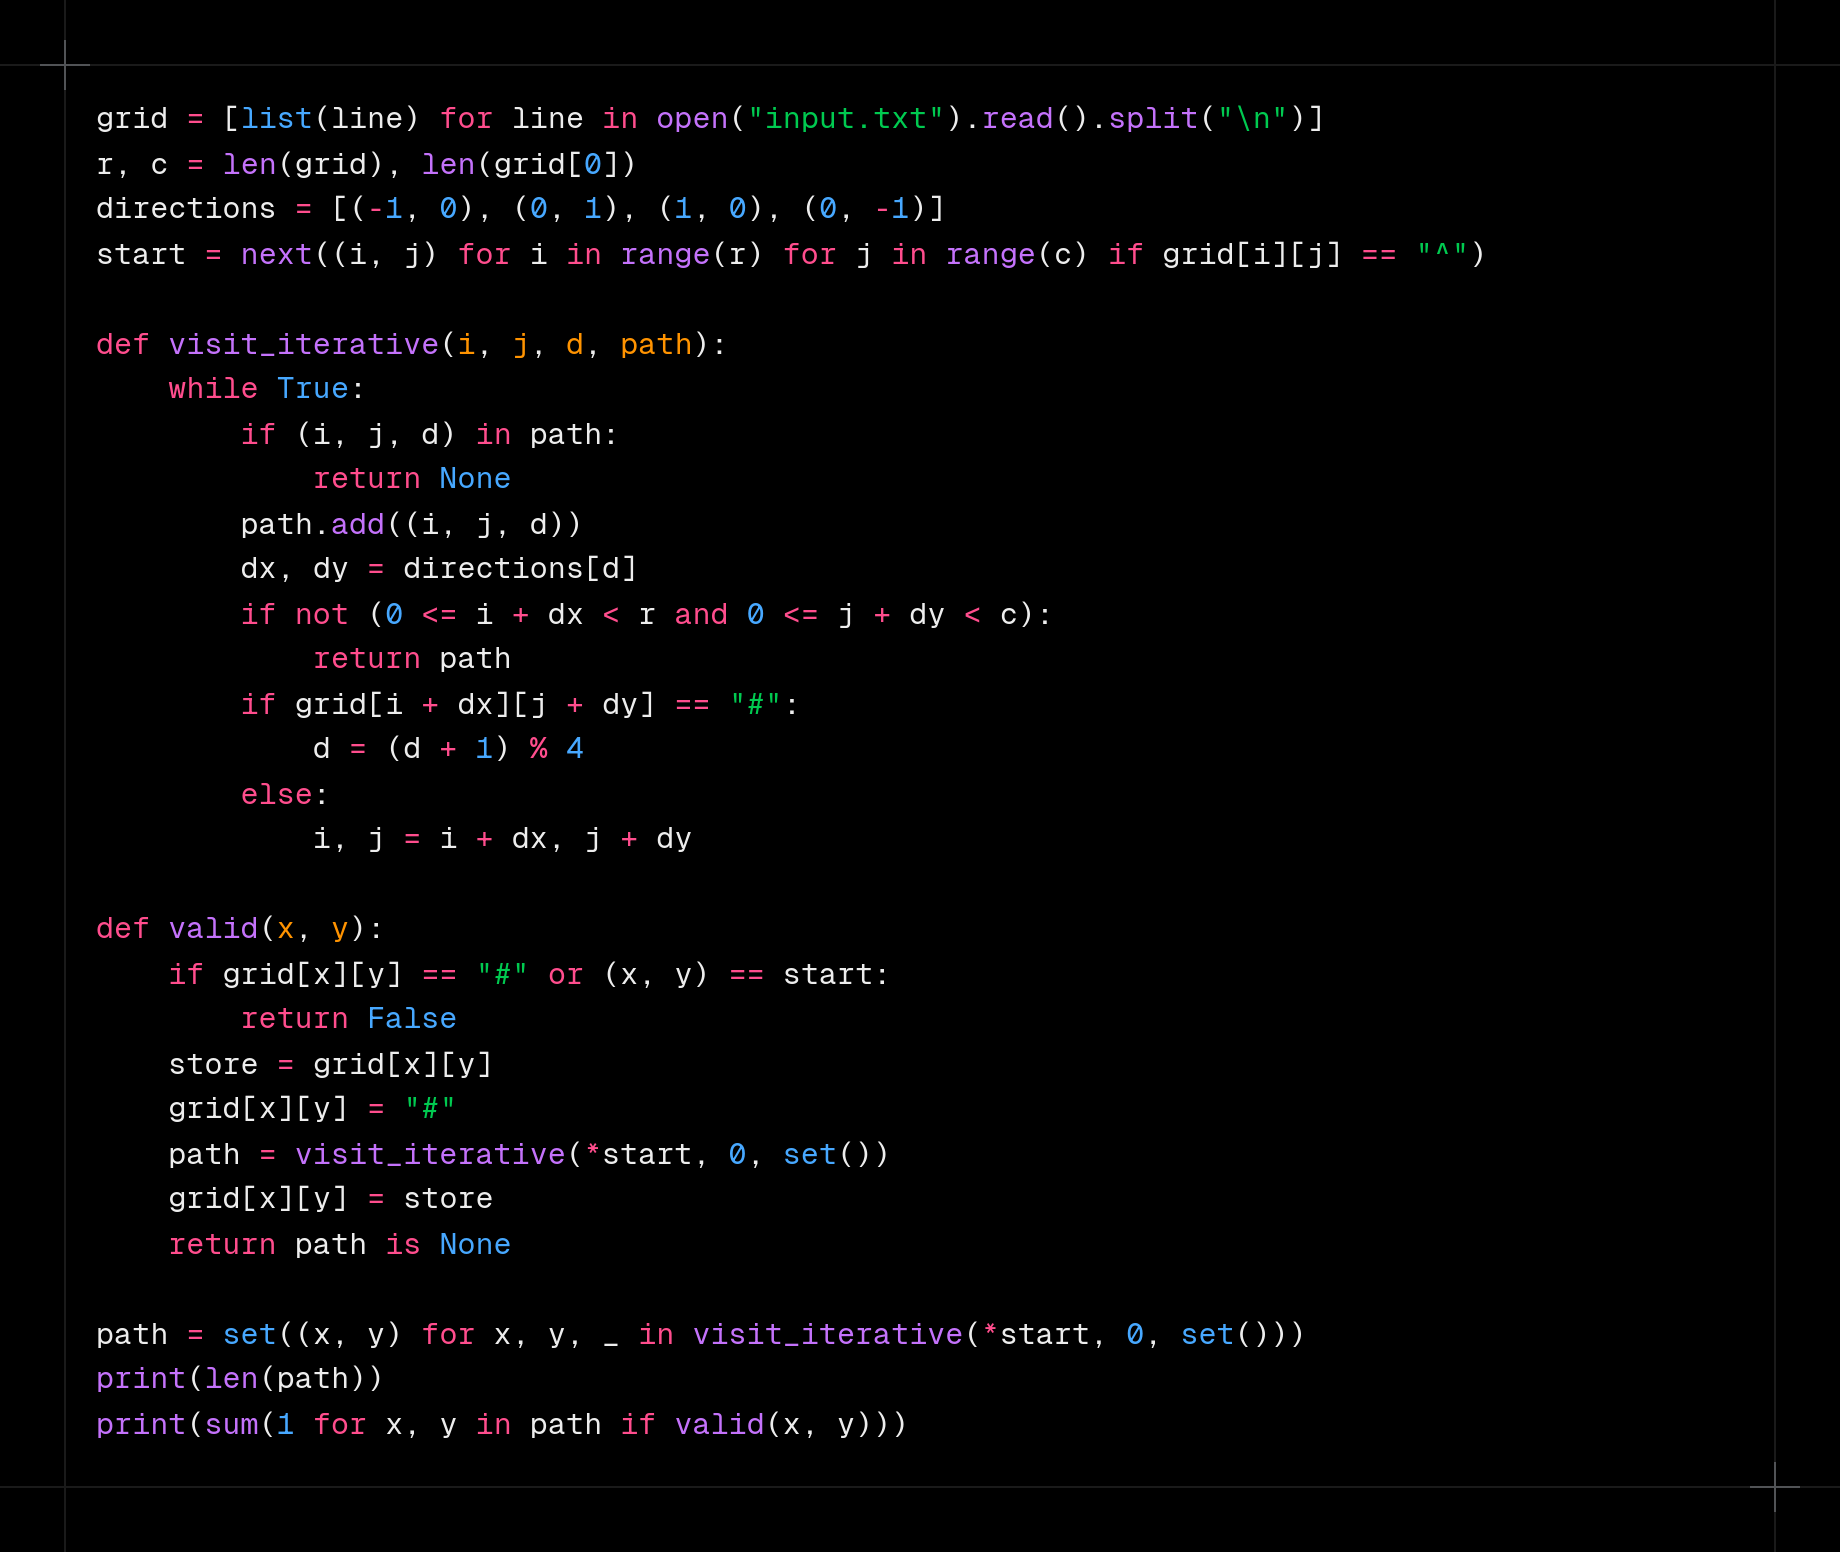 grid = [list(line) for line in open("input.txt").read().split("\n")]
r, c = len(grid), len(grid[0])
directions = [(-1, 0), (0, 1), (1, 0), (0, -1)]
start = next((i, j) for i in range(r) for j in range(c) if grid[i][j] == "^")

def visit_iterative(i, j, d, path):
    while True:
        if (i, j, d) in path:
            return None
        path.add((i, j, d))
        dx, dy = directions[d]
        if not (0 <= i + dx < r and 0 <= j + dy < c):
            return path
        if grid[i + dx][j + dy] == "#":
            d = (d + 1) % 4
        else:
            i, j = i + dx, j + dy

def valid(x, y):
    if grid[x][y] == "#" or (x, y) == start:
        return False
    store = grid[x][y]
    grid[x][y] = "#"
    path = visit_iterative(*start, 0, set())
    grid[x][y] = store
    return path is None

path = set((x, y) for x, y, _ in visit_iterative(*start, 0, set()))
print(len(path))
print(sum(1 for x, y in path if valid(x, y)))